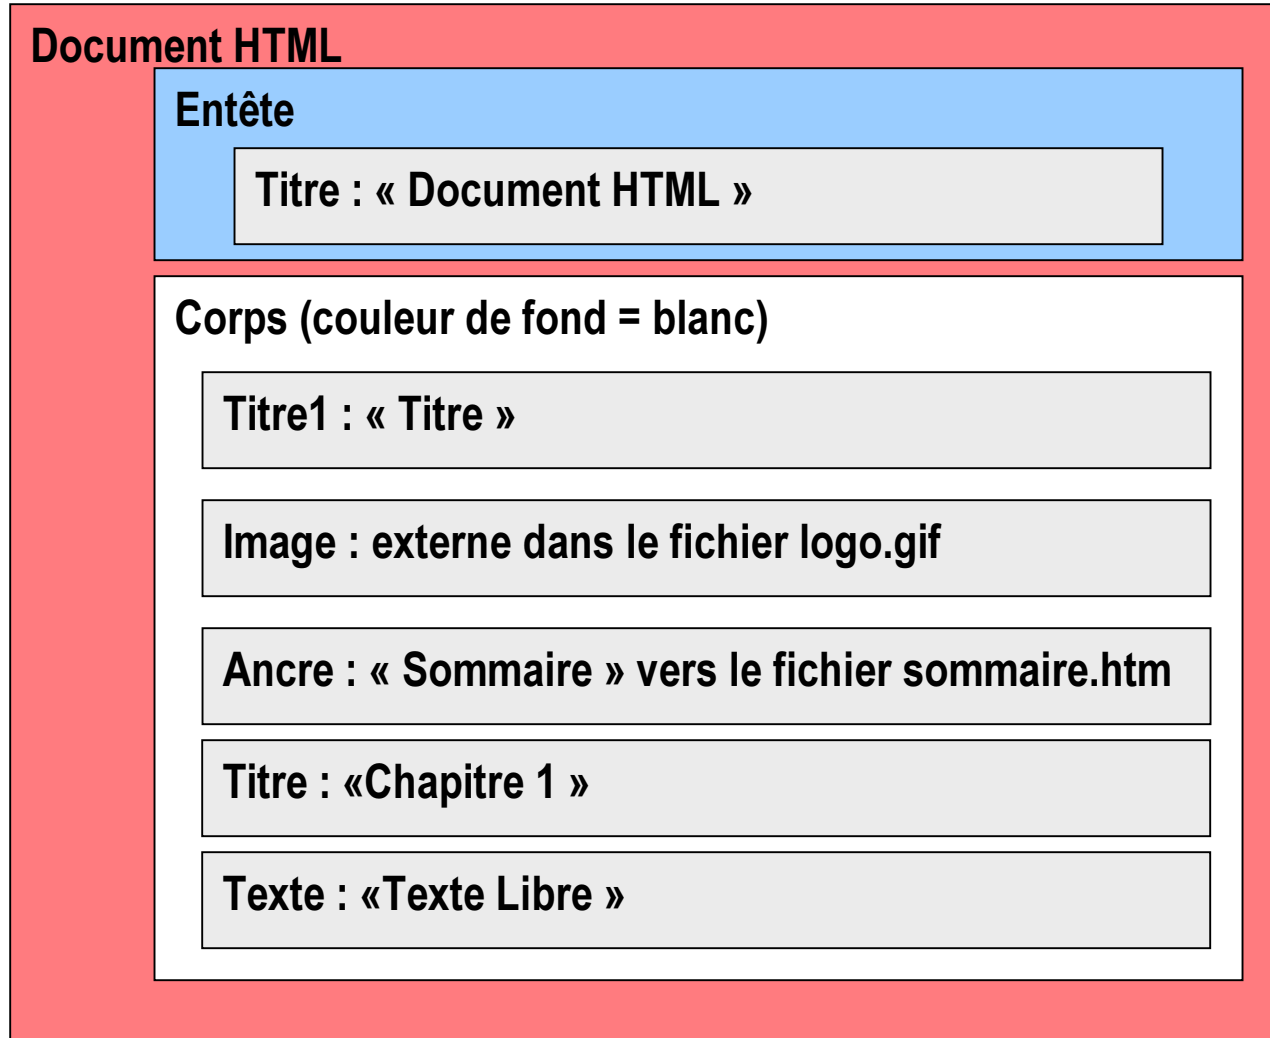 Document HTML
Entête
Titre : « Document HTML »
Corps (couleur de fond = blanc)
Titre1 : « Titre »
Image : externe dans le fichier logo.gif
Ancre : « Sommaire » vers le fichier sommaire.htm
Titre : «Chapitre 1 »
Texte : «Texte Libre »